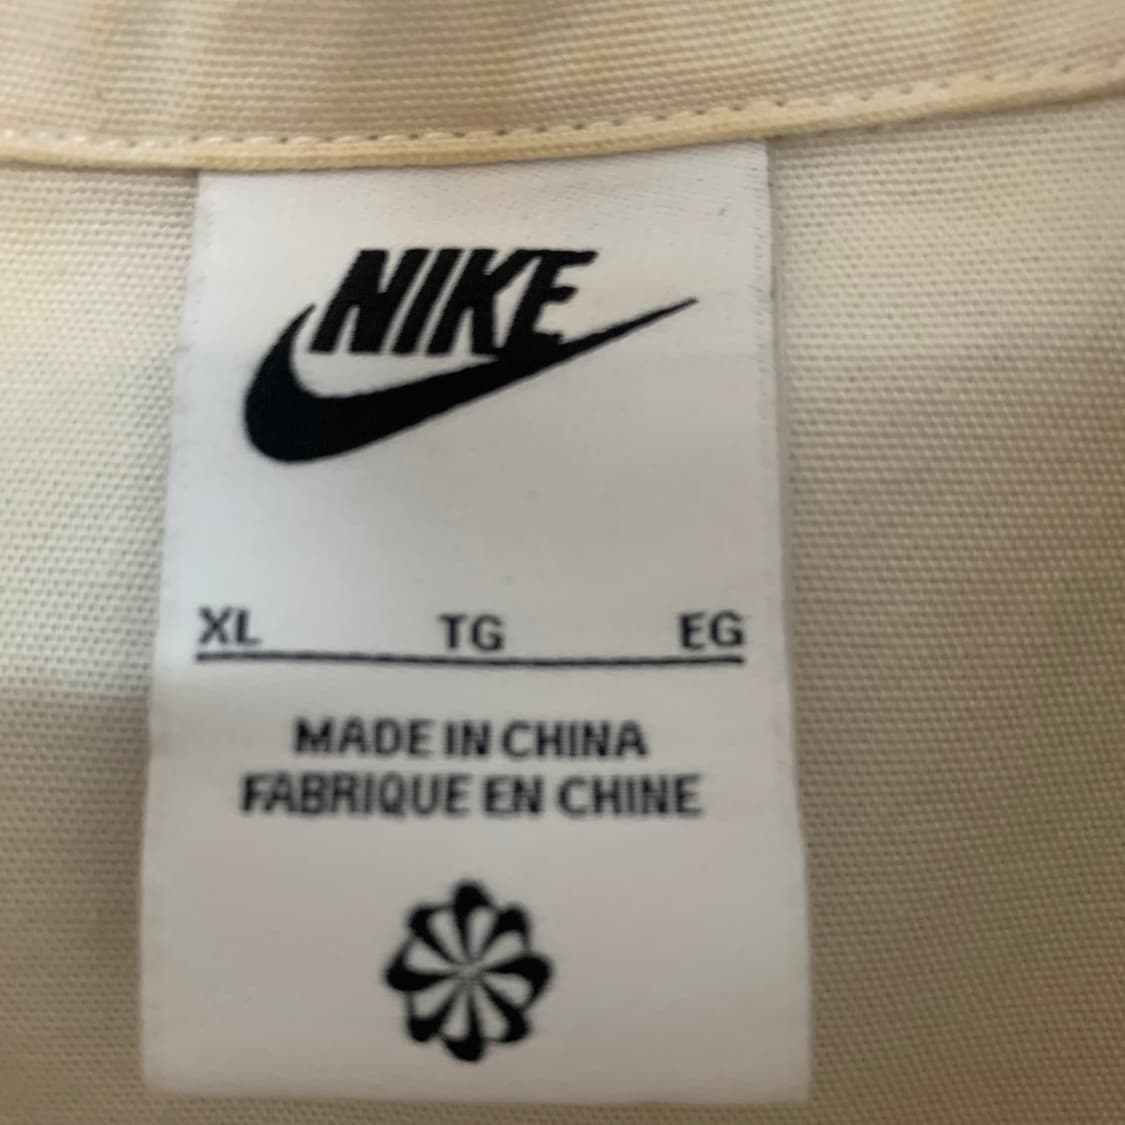 NIKE
XL TG EG
MADE IN CHINA
FABRIQUE EN CHINE